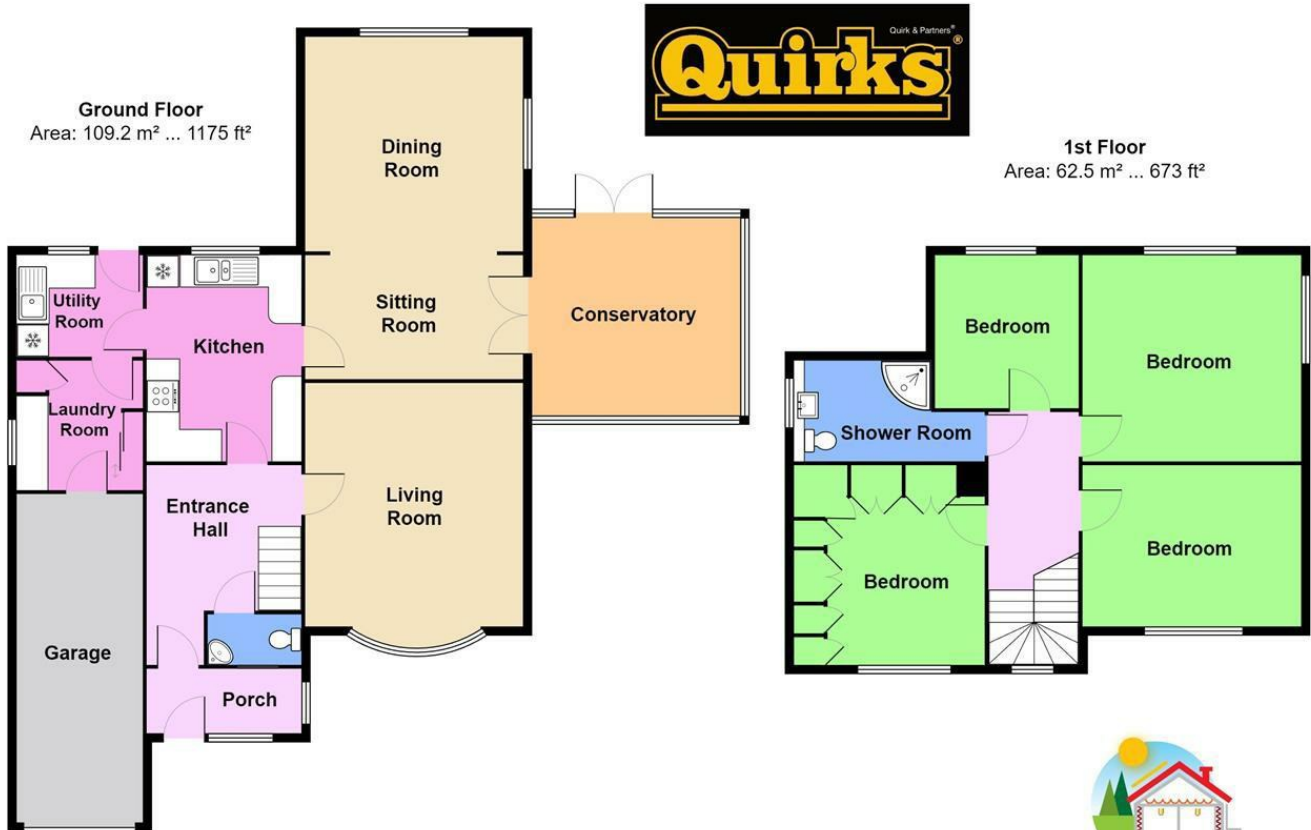 Quirk & Partners®
Quirks®
Ground Floor
Area: 109.2 m² ... 1175 ft²
1st Floor
Area: 62.5 m² ... 673 ft²
Dining
Room
Utility
Room
Kitchen
Sitting
Room
Conservatory
Laundry
Room
Entrance
Hall
Living
Room
Garage
Porch
Bedroom
Bedroom
Shower Room
Bedroom
Bedroom